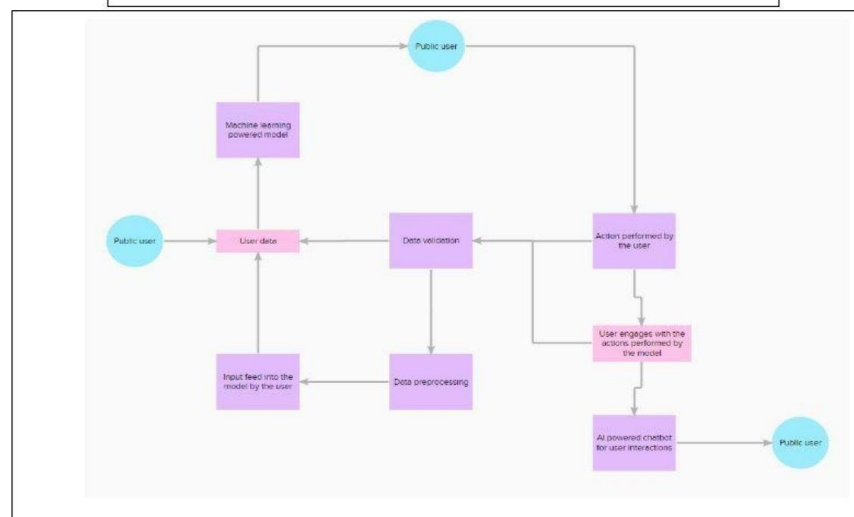 Public user
Machine learning
powered model
Public user
User data
Data validation
Action performed by
the user
User engages with the
actions performed by
the model
Input feed into the
model by the user
Data preprocessing
AI powered chatbot
for user interactions
Public user